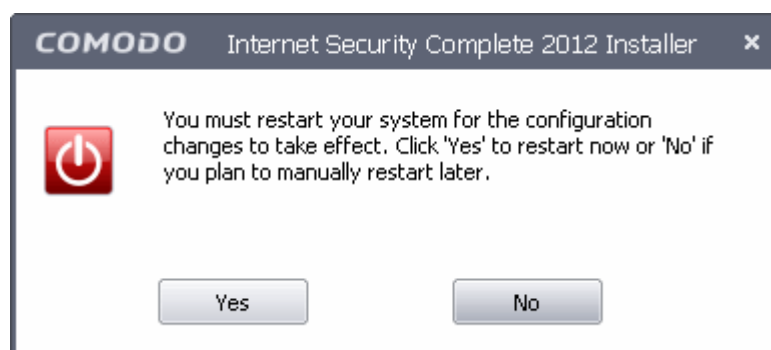 COMODO Internet Security Complete 2012 Installer ×
You must restart your system for the configuration
changes to take effect. Click 'Yes' to restart now or 'No' if
you plan to manually restart later.
Yes No